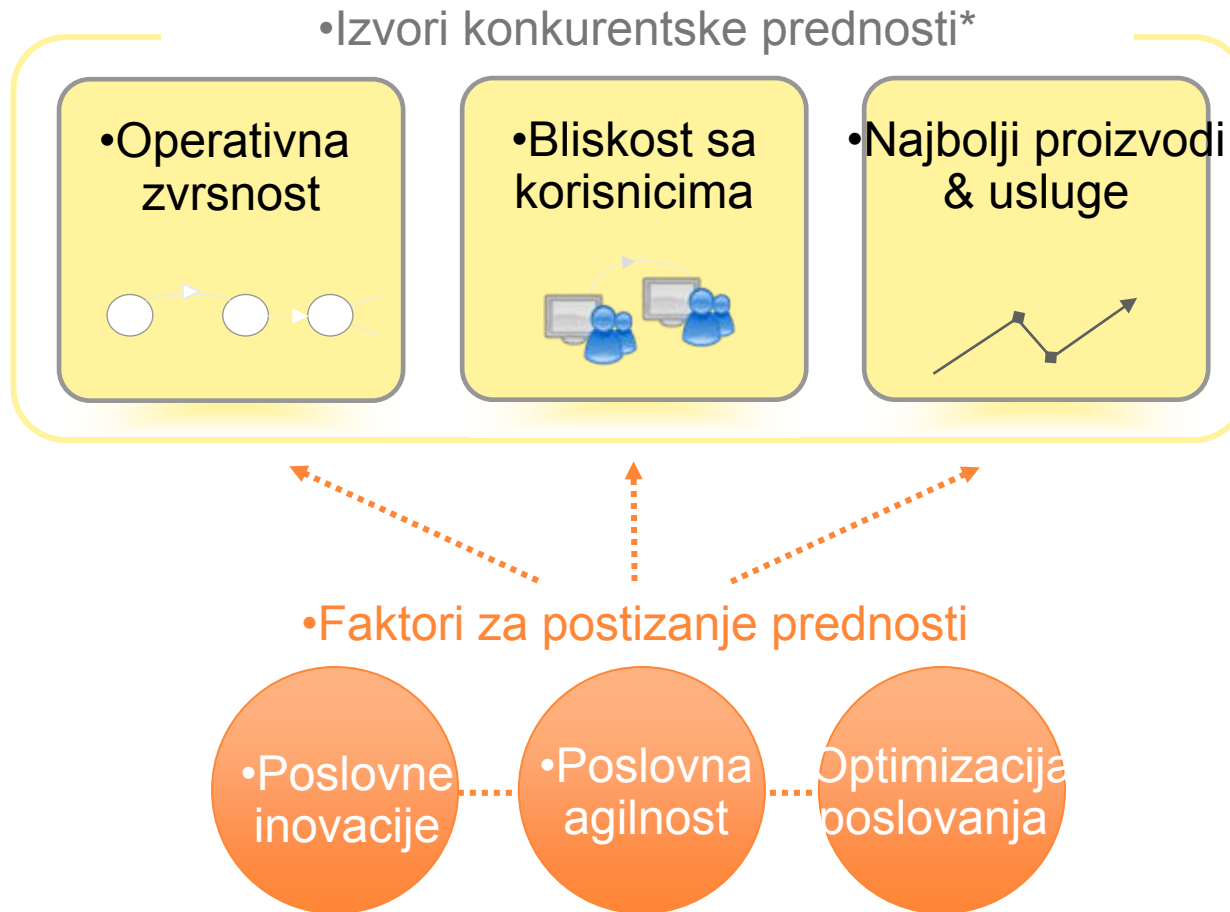 •Izvori konkurentske prednosti*
•Operativna
zvrsnost
•Bliskost sa
korisnicima
•Najbolji proizvodi
& usluge
•Faktori za postizanje prednosti
•Poslovne
inovacije
•Poslovna
agilnost
Optimizacija
poslovanja